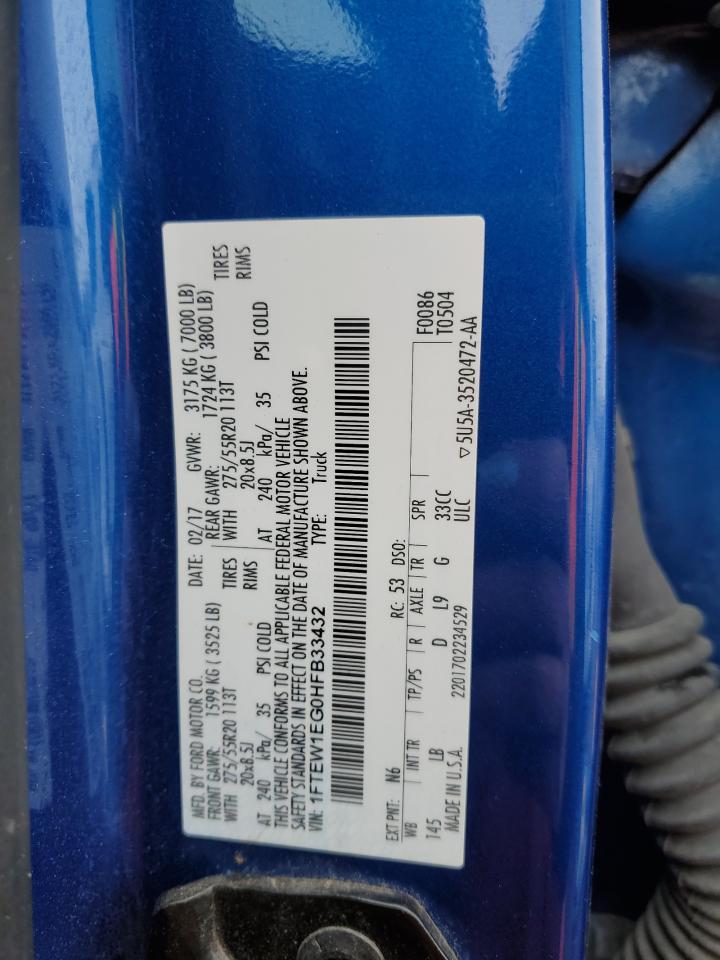 MFD. BY FORD MOTOR CO.
DATE: 02/17 GVWR: 3175 KG ( 7000 LB)
FRONT GAWR: 1599 KG ( 3525 LB)
REAR GAWR: 1724 KG ( 3800 LB)
WITH 275/55R20 113T TIRES
WITH 275/55R20 113T TIRES
20x8.5J RIMS
20x8.5J RIMS
AT 240 kPa/ 35 PSI COLD
AT 240 kPa/ 35 PSI COLD
THIS VEHICLE CONFORMS TO ALL APPLICABLE FEDERAL MOTOR VEHICLE
SAFETY STANDARDS IN EFFECT ON THE DATE OF MANUFACTURE SHOWN ABOVE.
VIN: 1FTEW1EG0HFB33432 TYPE: Truck
EXT PNT: N6 RC: 53 DSO:
WB INT TR TP/PS R AXLE TR SPR F0086
T0504
145 LB D L9 G 33CC
MADE IN U.S.A. 2201702234529 ULC
▽5U5A-3520472-AA